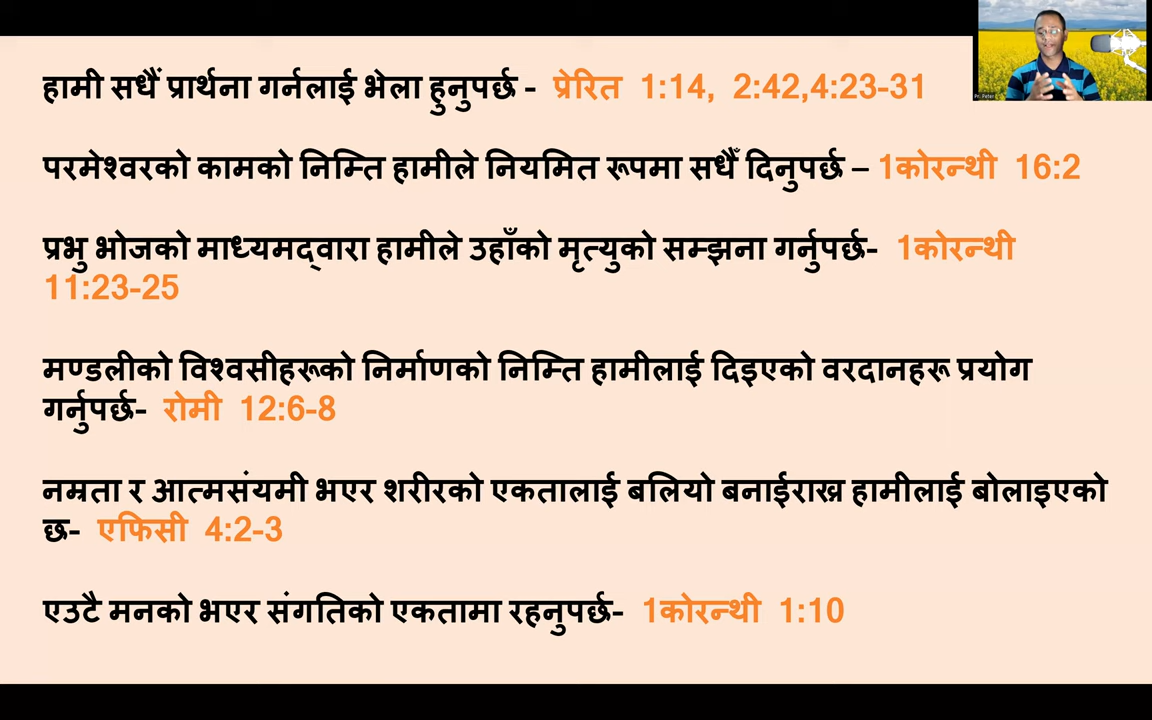 हामी सधैं प्रार्थना गर्नलाई भेला हुनुपर्छ - प्रेरित 1:14, 2:42,4:23-31
परमेश्वरको कामको निम्ति हामीले नियमित रूपमा सधैँ दिनुपर्छ – 1कोरन्थी 16:2
प्रभु भोजको माध्यमद्‌वारा हामीले उहाँको मृत्युको सम्झना गर्नुपर्छ- 1कोरन्थी
11:23-25
मण्डलीको विश्वसीहरूको निर्माणको निम्ति हामीलाई दिइएको वरदानहरू प्रयोग
गर्नुपर्छ- रोमी 12:6-8
नम्रता र आत्मसंयमी भएर शरीरको एकतालाई बलियो बनाईराख्न हामीलाई बोलाइएको
छ- एफिसी 4:2-3
एउटै मनको भएर संगतिको एकतामा रहनुपर्छ- 1कोरन्थी 1:10